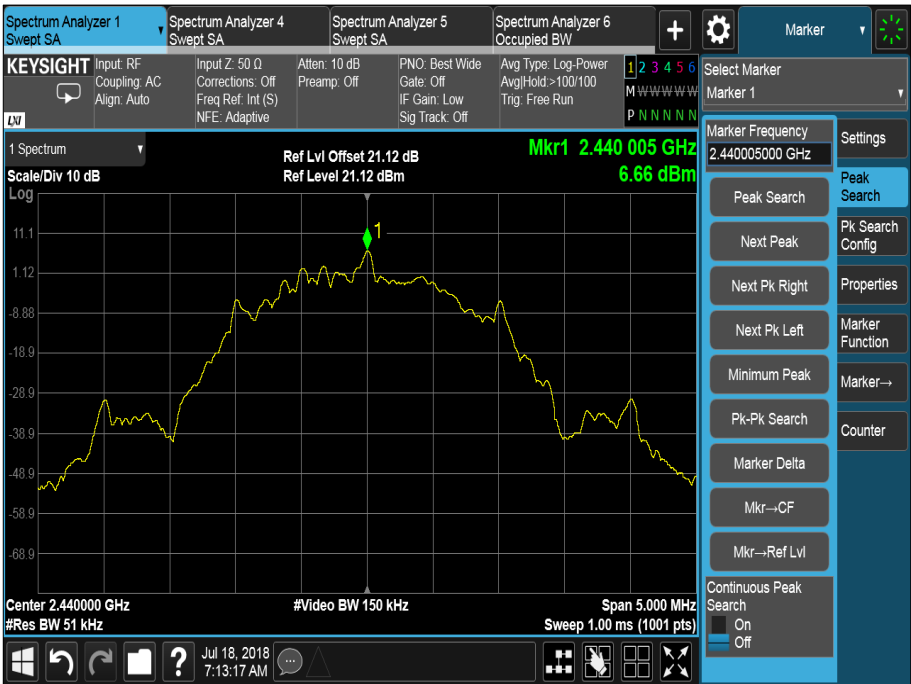 Spectrum Analyzer 1
Swept SA
Spectrum Analyzer 4
Swept SA
Spectrum Analyzer 5
Swept SA
Spectrum Analyzer 6
Occupied BW
+
Marker
KEYSIGHT
LXI
Input: RF
Coupling: AC
Align: Auto
Input Z: 50 Ω
Corrections: Off
Freq Ref: Int (S)
NFE: Adaptive
Atten: 10 dB
Preamp: Off
PNO: Best Wide
Gate: Off
IF Gain: Low
Sig Track: Off
Avg Type: Log-Power
Avg|Hold:>100/100
Trig: Free Run
1 2 3 4 5 6
M W W W W W
P N N N N N
Select Marker
Marker 1
1 Spectrum
Scale/Div 10 dB
Ref Lvl Offset 21.12 dB
Ref Level 21.12 dBm
Mkr1 2.440 005 GHz
6.66 dBm
Log
11.1
1.12
-8.88
-18.9
-28.9
-38.9
-48.9
-58.9
-68.9
1
Center 2.440000 GHz
#Res BW 51 kHz
#Video BW 150 kHz
Span 5.000 MHz
Sweep 1.00 ms (1001 pts)
Marker Frequency
2.440005000 GHz
Peak Search
Next Peak
Next Pk Right
Next Pk Left
Minimum Peak
Pk-Pk Search
Marker Delta
Mkr→CF
Mkr→Ref Lvl
Continuous Peak
Search
On
Off
Settings
Peak
Search
Pk Search
Config
Properties
Marker
Function
Marker→
Counter
?
Jul 18, 2018
7:13:17 AM